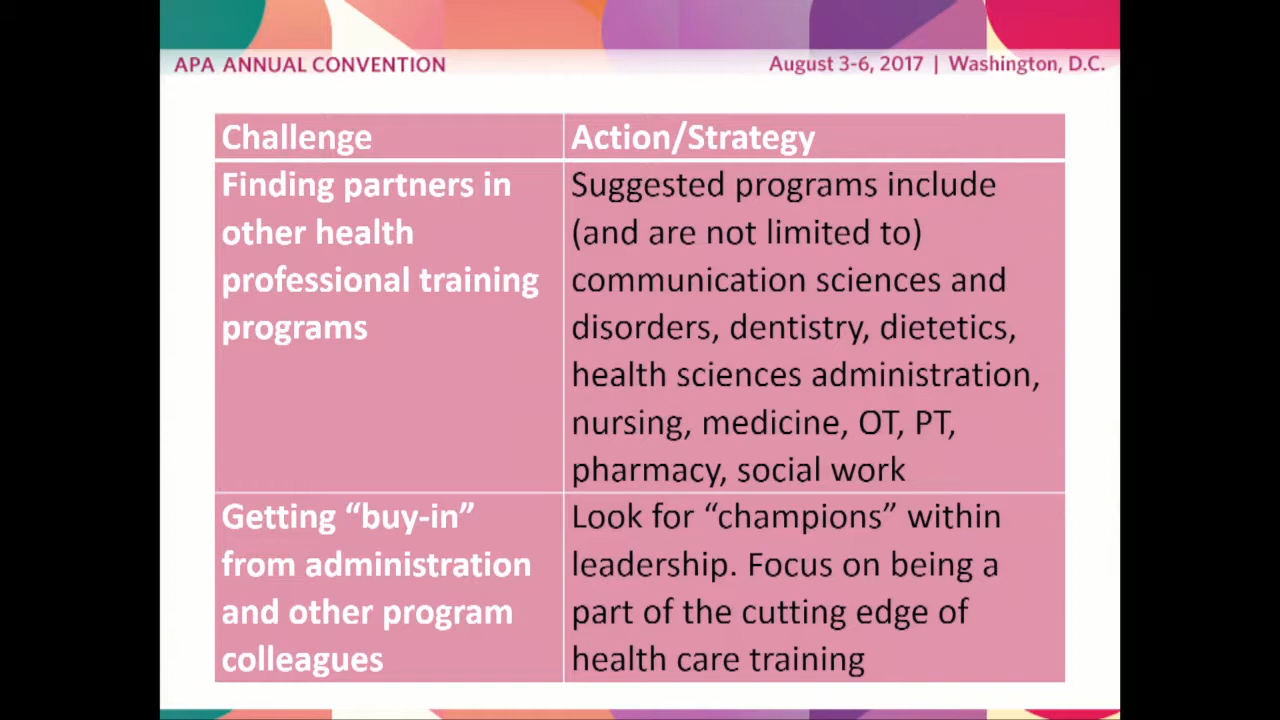 APA ANNUAL CONVENTION
August 3-6, 2017 | Washington, D.C.
Challenge
Action/Strategy
Finding partners in
other health
professional training
programs
Suggested programs include
(and are not limited to)
communication sciences and
disorders, dentistry, dietetics,
health sciences administration,
nursing, medicine, OT, PT,
pharmacy, social work
Getting “buy-in”
from administration
and other program
colleagues
Look for “champions” within
leadership. Focus on being a
part of the cutting edge of
health care training